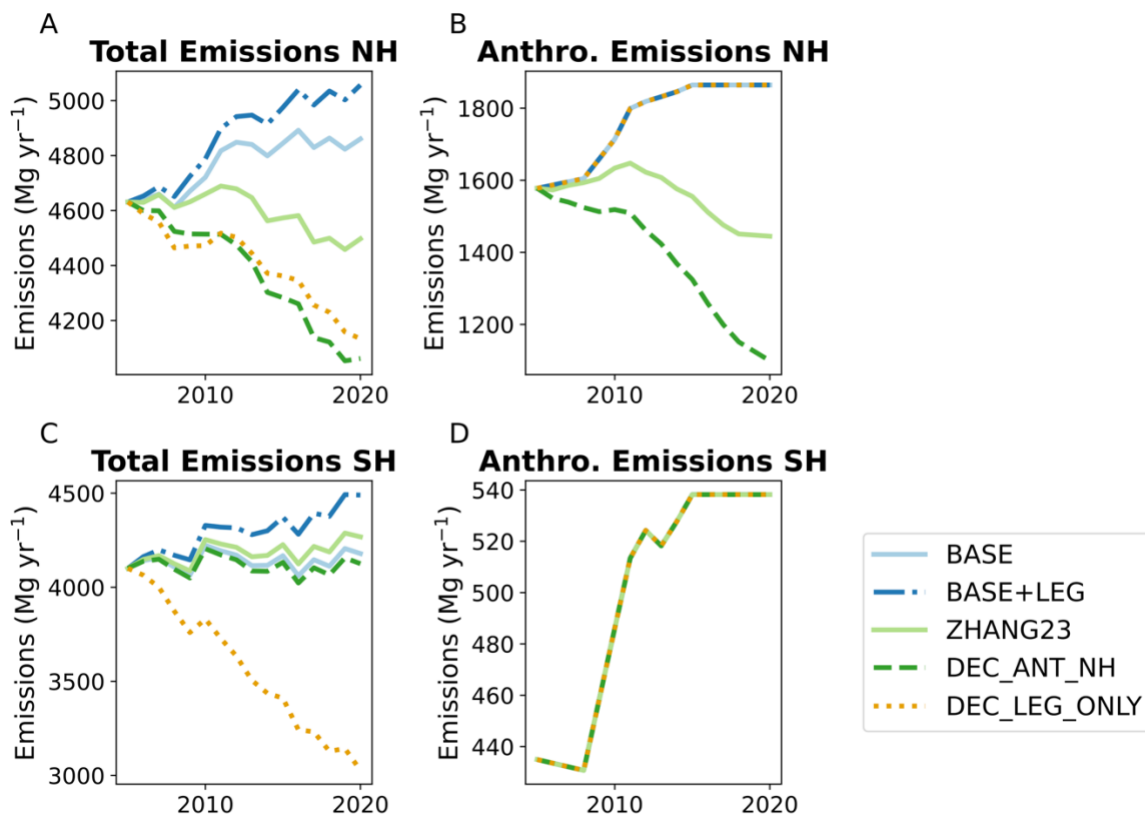 A
Total Emissions NH
Emissions (Mg yr⁻¹)
5000
4800
4600
4400
4200
2010
2020
B
Anthro. Emissions NH
Emissions (Mg yr⁻¹)
1800
1600
1400
1200
2010
2020
C
Total Emissions SH
Emissions (Mg yr⁻¹)
4500
4000
3500
3000
2010
2020
D
Anthro. Emissions SH
Emissions (Mg yr⁻¹)
540
520
500
480
460
440
2010
2020
BASE
BASE+LEG
ZHANG23
DEC_ANT_NH
DEC_LEG_ONLY